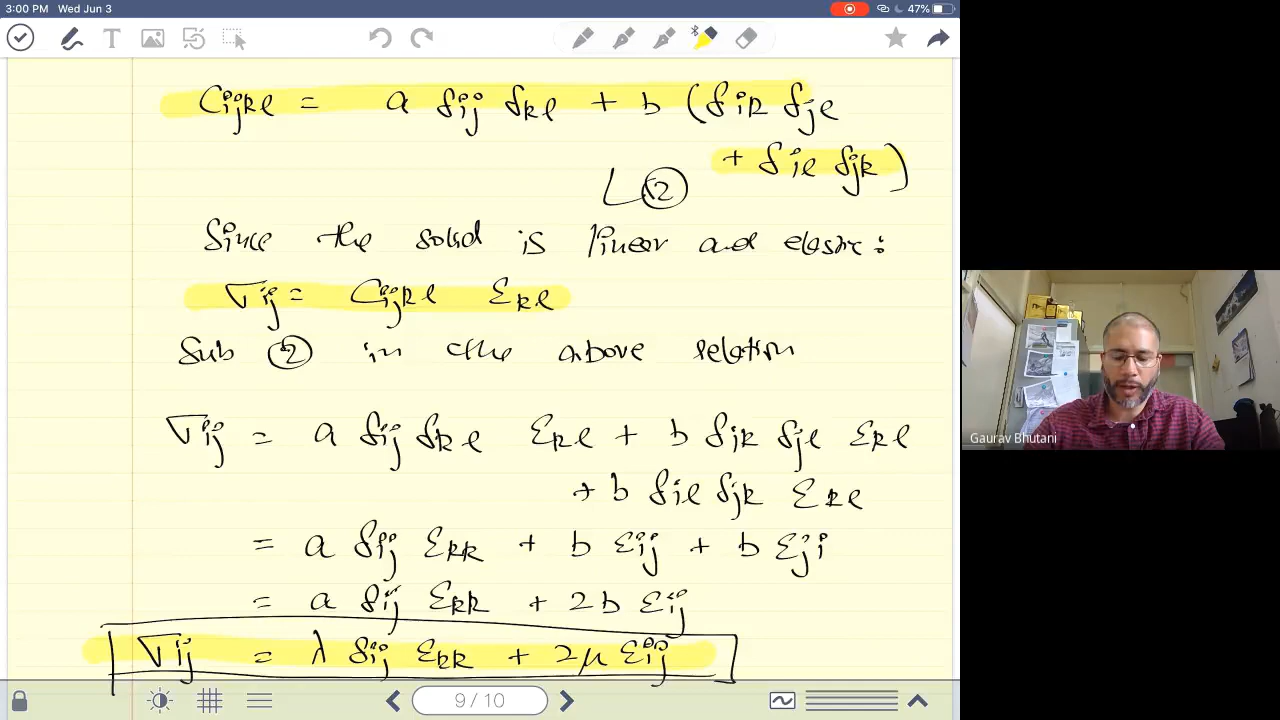 3:00 PM Wed Jun 3 47%
Cijkl = a δij δkl + b (δik δjl
+ δil δjk)
②
Since the solid is linear and elastic:
σij = Cijkl εkl
Sub ② in the above relation
σij = a δij δkl εkl + b δik δjl εkl
+ b δil δjk εkl
= a δij εkk + b εij + b εji
= a δij εkk + 2b εij
σij = λ δij εkk + 2μ εij
Gaurav Bhutani
9 / 10